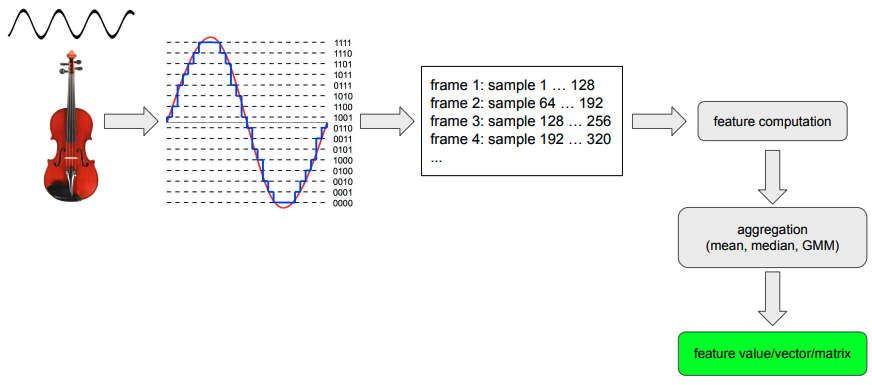 1111
1110
1101
1011
0111
1010
1100
1001
0110
0011
0101
1000
0100
0010
0001
0000
frame 1: sample 1 … 128
frame 2: sample 64 … 192
frame 3: sample 128 … 256
frame 4: sample 192 … 320
...
feature computation
aggregation
(mean, median, GMM)
feature value/vector/matrix